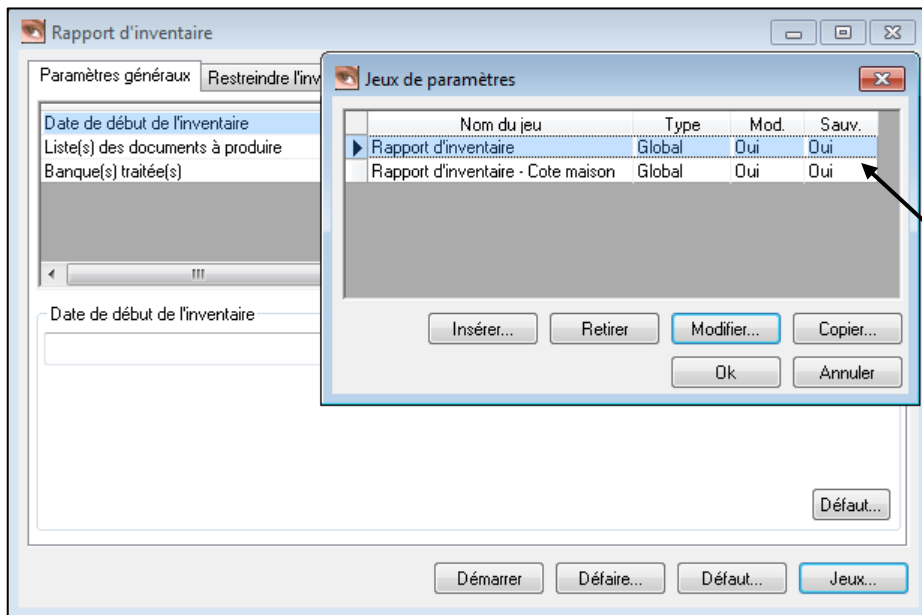 Rapport d'inventaire
Paramètres généraux Restreindre l'inv
Date de début de l'inventaire
Liste(s) des documents à produire
Banque(s) traitée(s)
Date de début de l'inventaire
Défaut...
Démarrer Défaire... Défaut... Jeux...
Jeux de paramètres
Nom du jeu Type Mod. Sauv.
Rapport d'inventaire Global Oui Oui
Rapport d'inventaire - Cote maison Global Oui Oui
Insérer... Retirer Modifier... Copier...
Ok Annuler